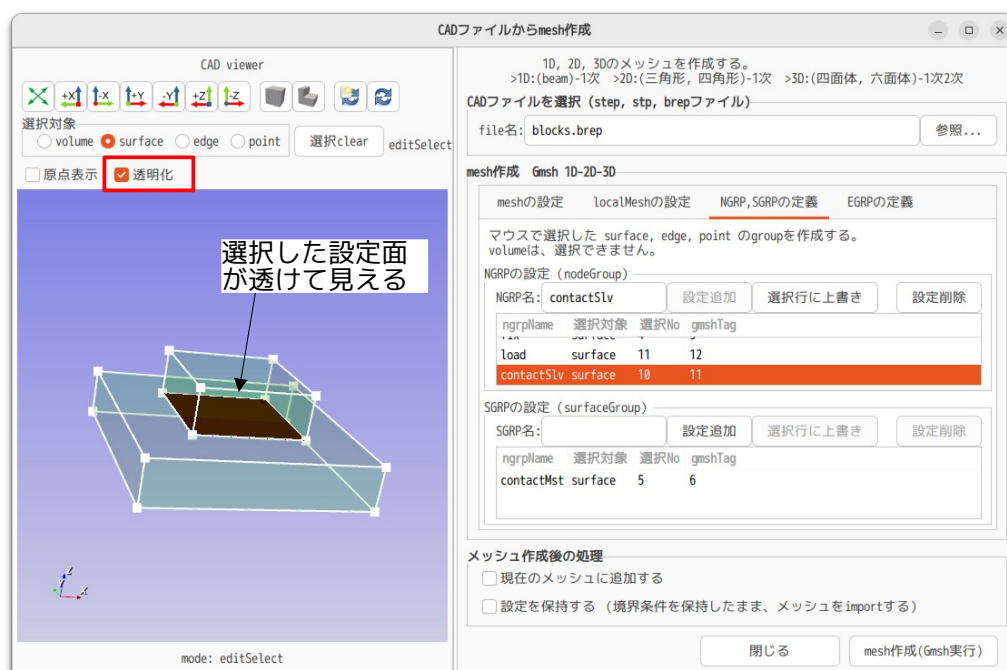 CADファイルからmesh作成
CAD viewer
+X -X +Y -Y +Z -Z
選択対象
volume surface edge point 選択clear editSelect
原点表示 透明化
選択した設定面
が透けて見える
Z
Y
X
mode: editSelect
1D, 2D, 3Dのメッシュを作成する。
>1D:(beam)-1次 >2D:(三角形, 四角形)-1次 >3D:(四面体, 六面体)-1次2次
CADファイルを選択 (step, stp, brepファイル)
file名: blocks.brep 参照...
mesh作成 Gmsh 1D-2D-3D
meshの設定 localMeshの設定 NGRP,SGRPの定義 EGRPの定義
マウスで選択した surface, edge, point のgroupを作成する。
volumeは、選択できません。
NGRPの設定 (nodeGroup)
NGRP名: contactSlv 設定追加 選択行に上書き 設定削除
ngrpName 選択対象 選択No gmshTag
load surface 11 12
contactSlv surface 10 11
SGRPの設定 (surfaceGroup)
SGRP名: 設定追加 選択行に上書き 設定削除
ngrpName 選択対象 選択No gmshTag
contactMst surface 5 6
メッシュ作成後の処理
現在のメッシュに追加する
設定を保持する (境界条件を保持したまま、メッシュをimportする)
閉じる mesh作成(Gmsh実行)